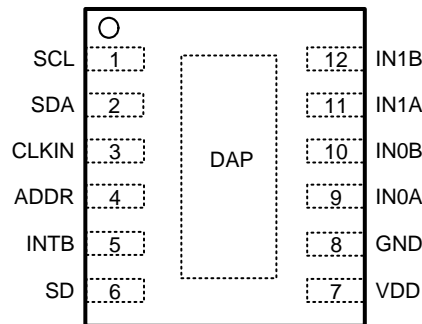 SCL 1 12 IN1B
SDA 2 11 IN1A
CLKIN 3 DAP 10 IN0B
ADDR 4 9 IN0A
INTB 5 8 GND
SD 6 7 VDD